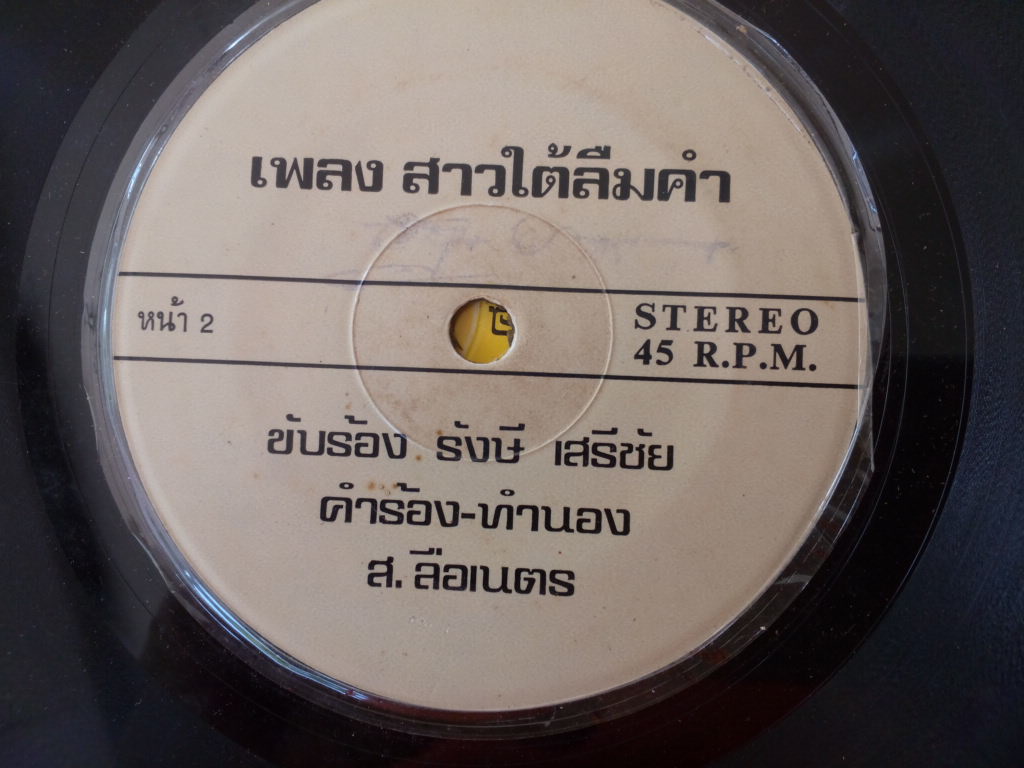 เพลง สาวใต้ลืมคำ
หน้า 2
STEREO
45 R.P.M.
ขับร้อง รังษี เสรีชัย
คำร้อง-ทำนอง
ส. ลือเนตร